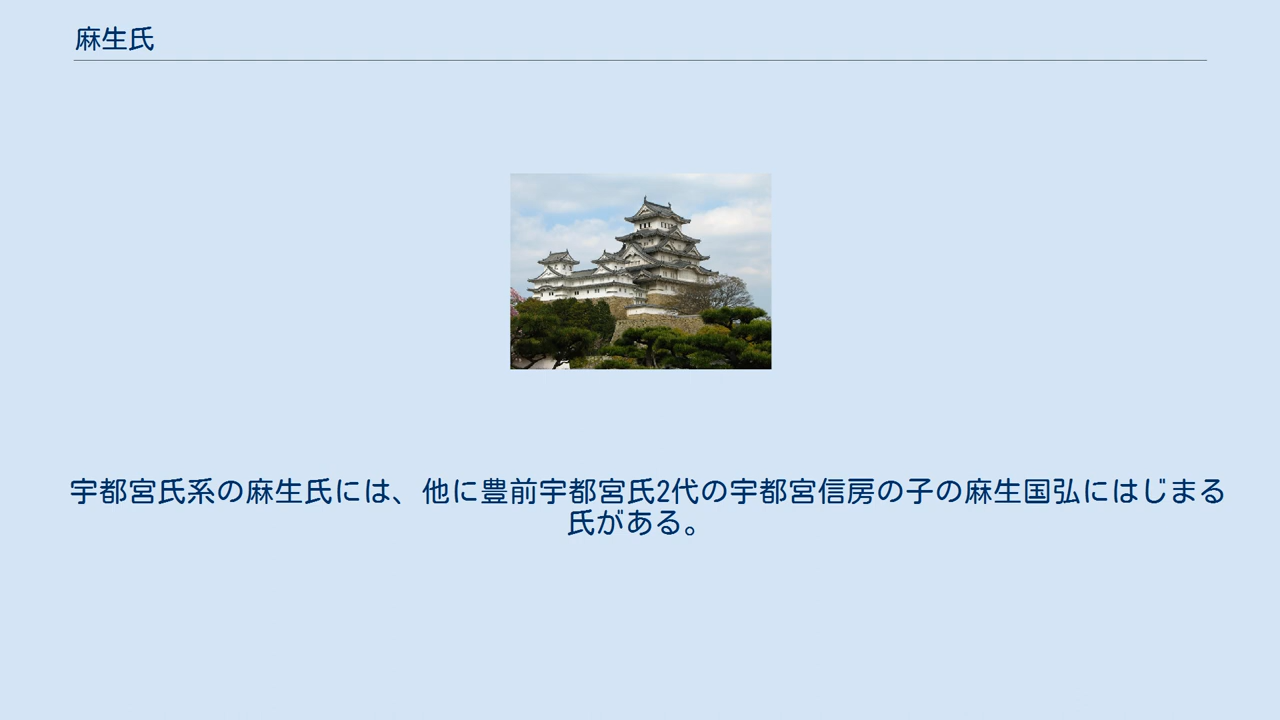 麻生氏
宇都宮氏系の麻生氏には、他に豊前宇都宮氏2代の宇都宮信房の子の麻生国弘にはじまる
氏がある。